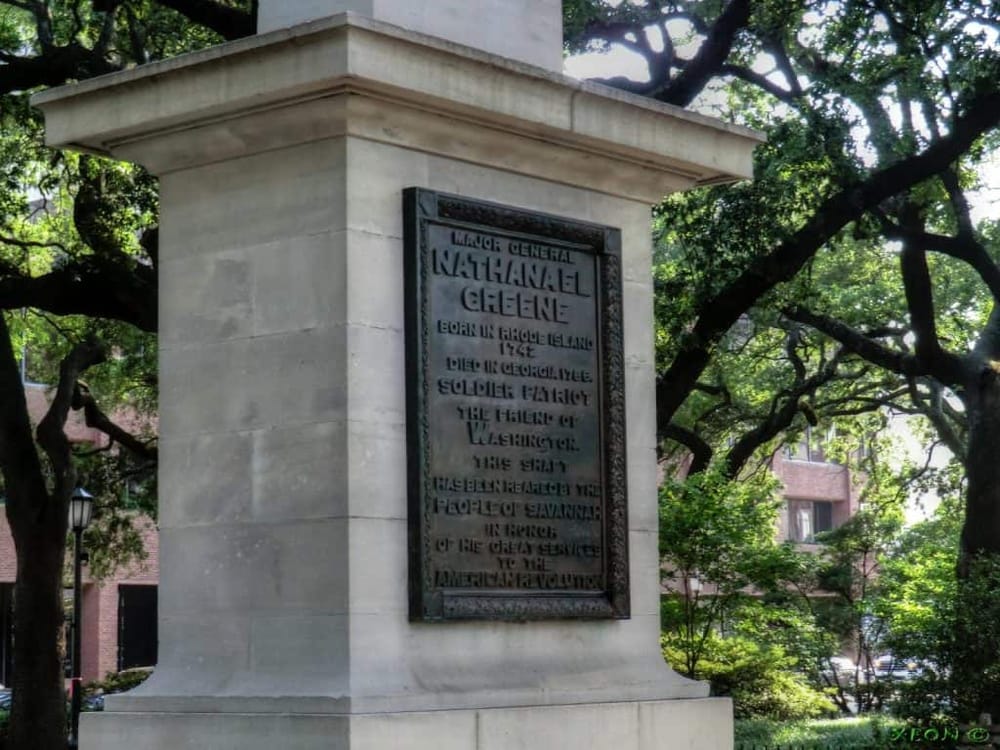 MAJOR GENERAL
NATHANAEL
GREENE
BORN IN RHODE ISLAND
1742
DIED IN GEORGIA 1786.
SOLDIER PATRIOT
THE FRIEND OF
WASHINGTON.
THIS SHAFT
HAS BEEN REARED BY THE
PEOPLE OF SAVANNAH
IN HONOR
OF HIS GREAT SERVICES
TO THE
AMERICAN REVOLUTION
XEON ©